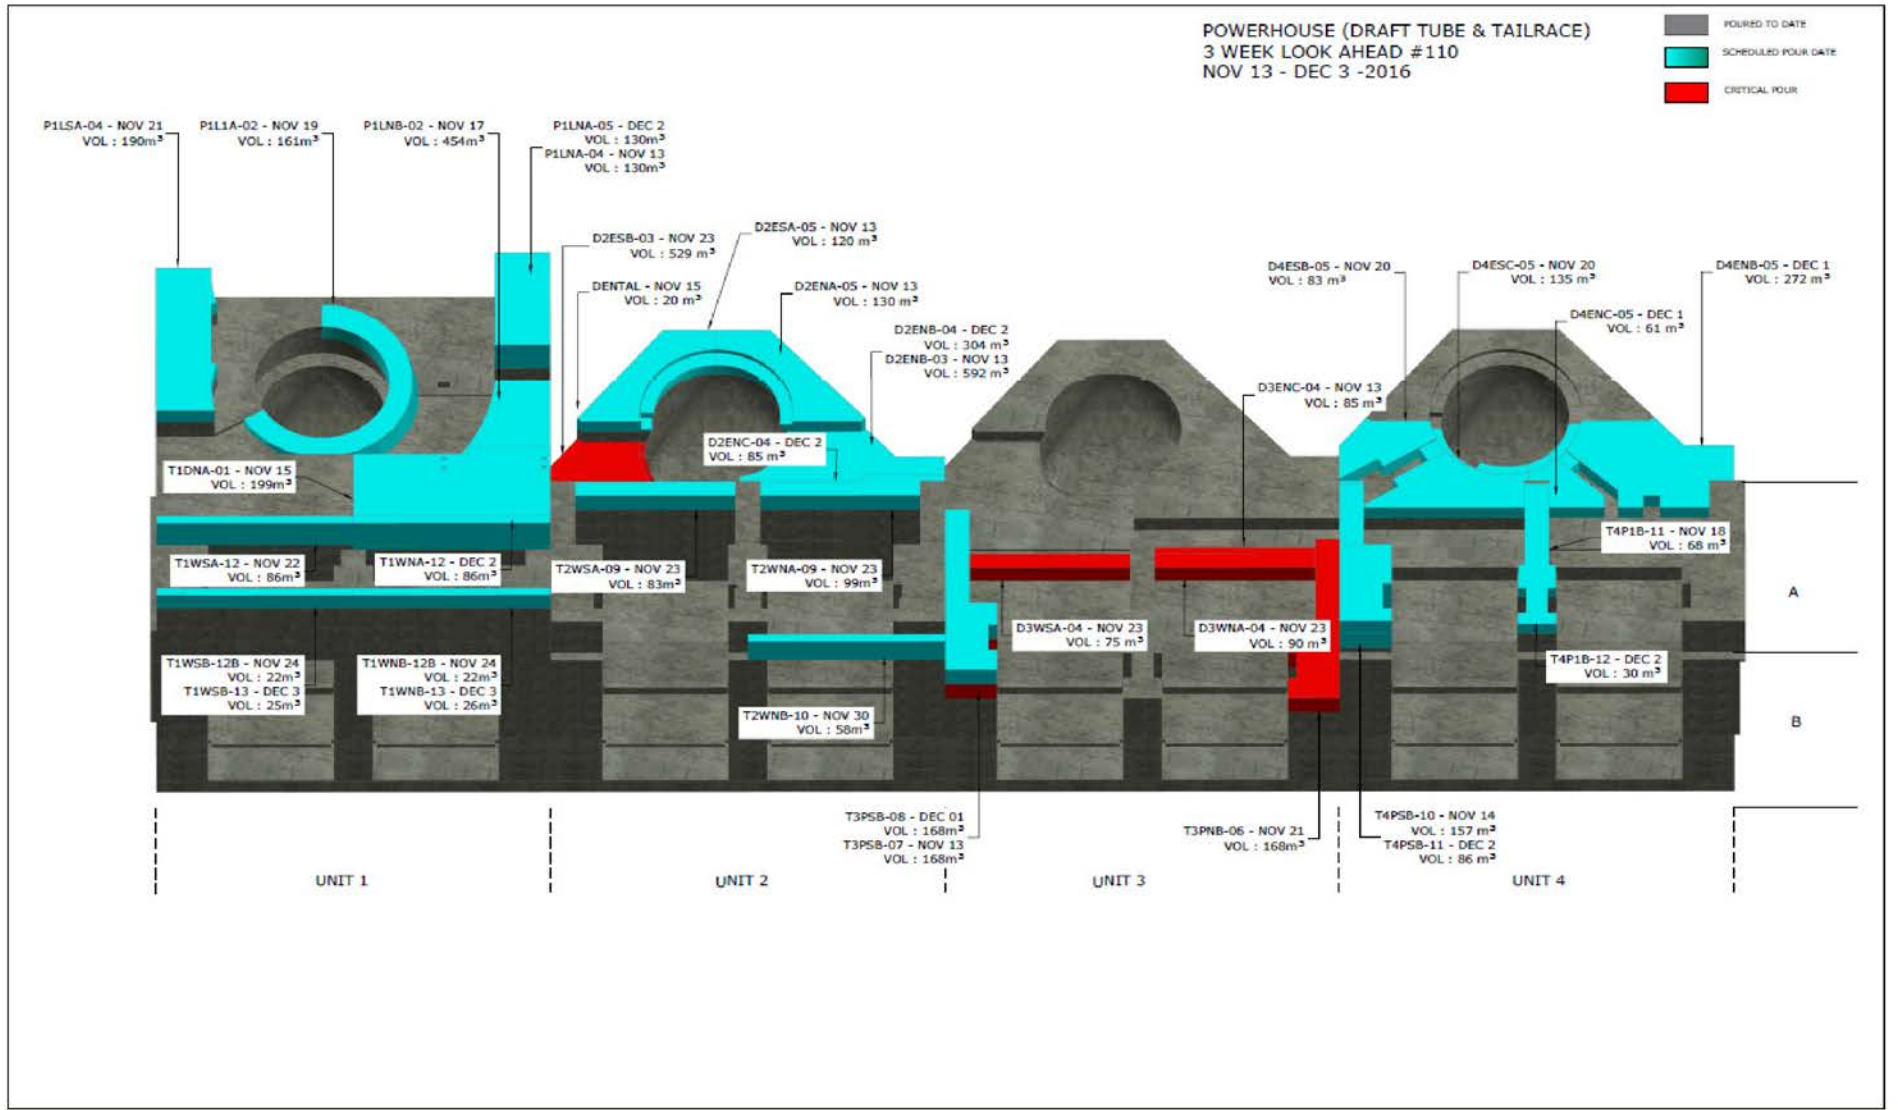 POWERHOUSE (DRAFT TUBE & TAILRACE)
3 WEEK LOOK AHEAD #110
NOV 13 - DEC 3 -2016
POURED TO DATE
SCHEDULED POUR DATE
CRITICAL POUR
P1LSA-04 - NOV 21
VOL : 190m³
P1L1A-02 - NOV 19
VOL : 161m³
P1LNB-02 - NOV 17
VOL : 454m³
P1LNA-05 - DEC 2
VOL : 130m³
P1LNA-04 - NOV 13
VOL : 130m³
D2ESB-03 - NOV 23
VOL : 529 m³
D2ESA-05 - NOV 13
VOL : 120 m³
DENTAL - NOV 15
VOL : 20 m³
D2ENA-05 - NOV 13
VOL : 130 m³
D2ENB-04 - DEC 2
VOL : 304 m³
D2ENB-03 - NOV 13
VOL : 592 m³
D4ESB-05 - NOV 20
VOL : 83 m³
D4ESC-05 - NOV 20
VOL : 135 m³
D4ENB-05 - DEC 1
VOL : 272 m³
D4ENC-05 - DEC 1
VOL : 61 m³
D3ENC-04 - NOV 13
VOL : 85 m³
D2ENC-04 - DEC 2
VOL : 85 m³
T1DNA-01 - NOV 15
VOL : 199m³
T1WSA-12 - NOV 22
VOL : 86m³
T1WNA-12 - DEC 2
VOL : 86m³
T2WSA-09 - NOV 23
VOL : 83m³
T2WNA-09 - NOV 23
VOL : 99m³
T4P1B-11 - NOV 18
VOL : 68 m³
A
D3WSA-04 - NOV 23
VOL : 75 m³
D3WNA-04 - NOV 23
VOL : 90 m³
T1WSB-12B - NOV 24
VOL : 22m³
T1WSB-13 - DEC 3
VOL : 25m³
T1WNB-12B - NOV 24
VOL : 22m³
T1WNB-13 - DEC 3
VOL : 26m³
T4P1B-12 - DEC 2
VOL : 30 m³
T2WNB-10 - NOV 30
VOL : 58m³
B
T3PSB-08 - DEC 01
VOL : 168m³
T3PSB-07 - NOV 13
VOL : 168m³
T3PNB-06 - NOV 21
VOL : 168m³
T4PSB-10 - NOV 14
VOL : 157 m³
T4PSB-11 - DEC 2
VOL : 86 m³
UNIT 1
UNIT 2
UNIT 3
UNIT 4